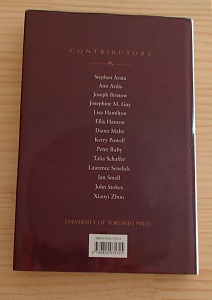 CONTRIBUTORS
Stephen Arata
Ann Ardis
Joseph Bristow
Josephine M. Guy
Lisa Hamilton
Ellis Hanson
Diana Maltz
Kerry Powell
Peter Raby
Talia Schaffer
Laurence Senelick
Ian Small
John Stokes
Xiaoyi Zhou
UNIVERSITY OF TORONTO PRESS